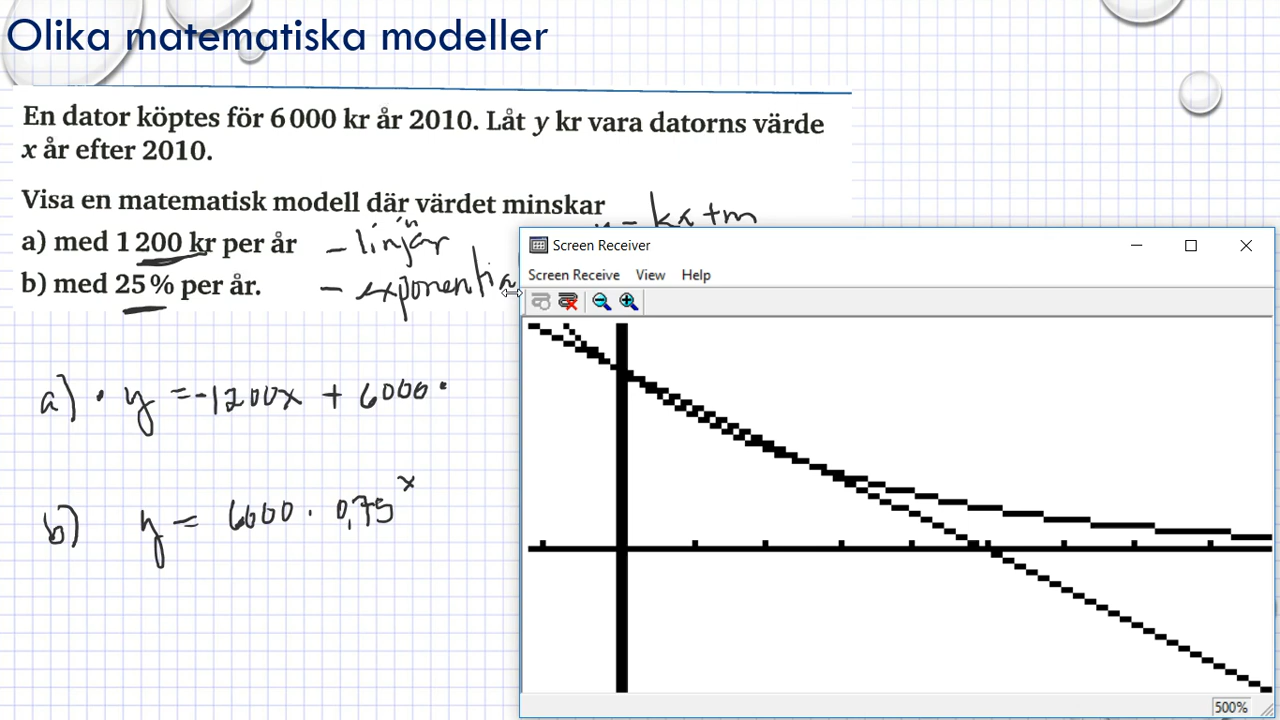 Olika matematiska modeller
En dator köptes för 6 000 kr år 2010. Låt y kr vara datorns värde
x år efter 2010.
Visa en matematisk modell där värdet minskar
a) med 1 200 kr per år – linjär = kx + m
b) med 25 % per år. – exponentia
a) • y = -1200x + 6000 •
b) y = 6000 · 0,75^x
Screen Receiver
Screen Receive View Help
500%